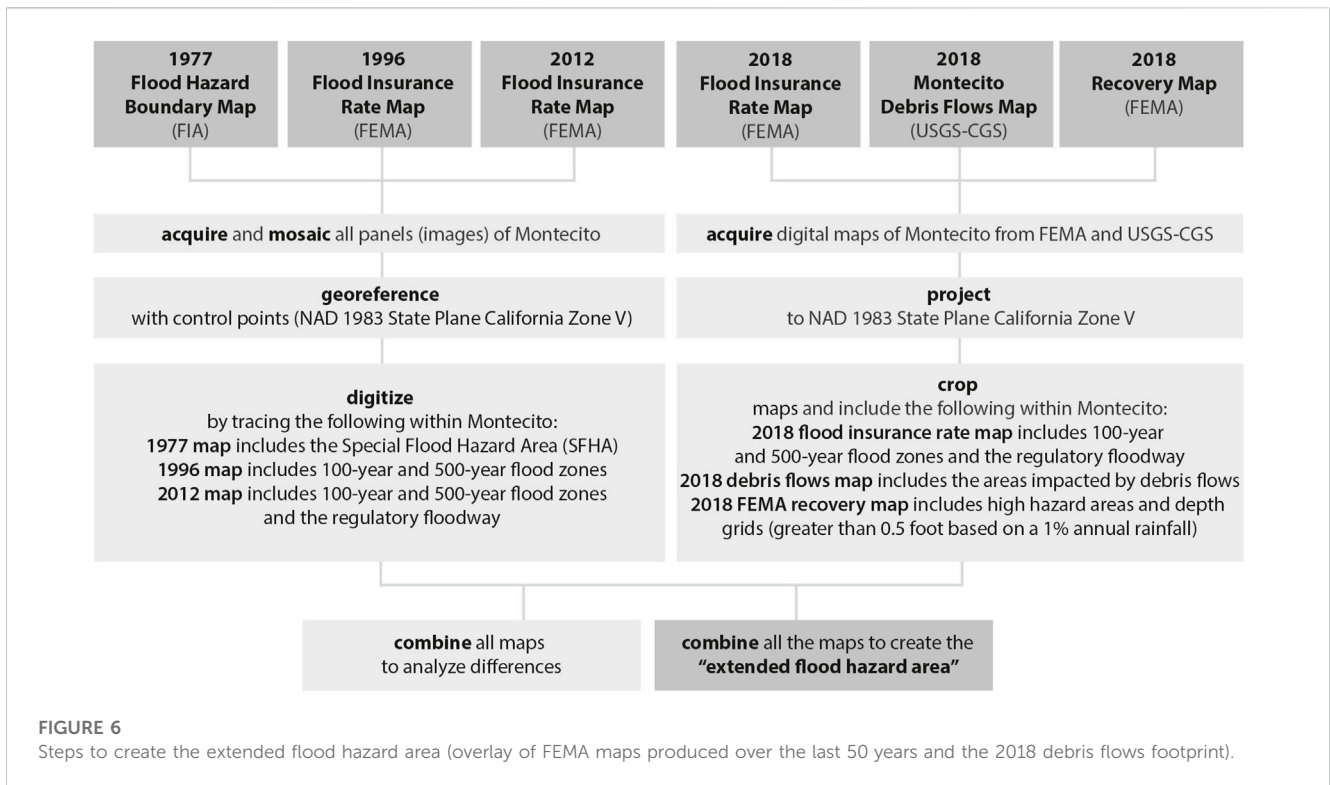 1977
Flood Hazard
Boundary Map
(FIA)
1996
Flood Insurance
Rate Map
(FEMA)
2012
Flood Insurance
Rate Map
(FEMA)
2018
Flood Insurance
Rate Map
(FEMA)
2018
Montecito
Debris Flows Map
(USGS-CGS)
2018
Recovery Map
(FEMA)
acquire and mosaic all panels (images) of Montecito
georeference
with control points (NAD 1983 State Plane California Zone V)
digitize
by tracing the following within Montecito:
1977 map includes the Special Flood Hazard Area (SFHA)
1996 map includes 100-year and 500-year flood zones
2012 map includes 100-year and 500-year flood zones
and the regulatory floodway
acquire digital maps of Montecito from FEMA and USGS-CGS
project
to NAD 1983 State Plane California Zone V
crop
maps and include the following within Montecito:
2018 flood insurance rate map includes 100-year
and 500-year flood zones and the regulatory floodway
2018 debris flows map includes the areas impacted by debris flows
2018 FEMA recovery map includes high hazard areas and depth
grids (greater than 0.5 foot based on a 1% annual rainfall)
combine all maps
to analyze differences
combine all the maps to create the
“extended flood hazard area”
FIGURE 6
Steps to create the extended flood hazard area (overlay of FEMA maps produced over the last 50 years and the 2018 debris flows footprint).